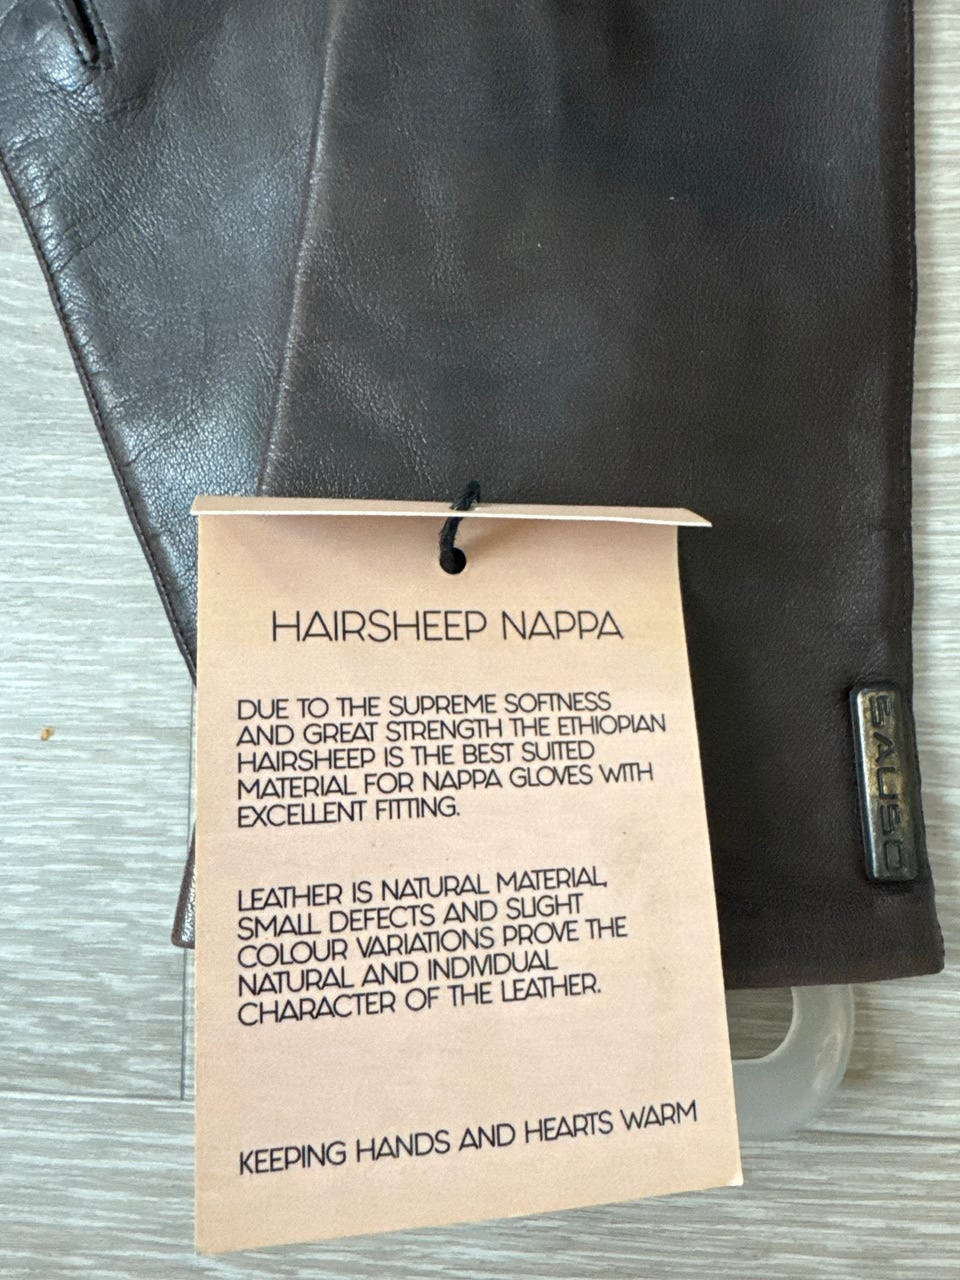 HAIRSHEEP NAPPA
DUE TO THE SUPREME SOFTNESS
AND GREAT STRENGTH THE ETHIOPIAN
HAIRSHEEP IS THE BEST SUITED
MATERIAL FOR NAPPA GLOVES WITH
EXCELLENT FITTING.
LEATHER IS NATURAL MATERIAL,
SMALL DEFECTS AND SLIGHT
COLOUR VARIATIONS PROVE THE
NATURAL AND INDIVIDUAL
CHARACTER OF THE LEATHER.
KEEPING HANDS AND HEARTS WARM
SAUSO